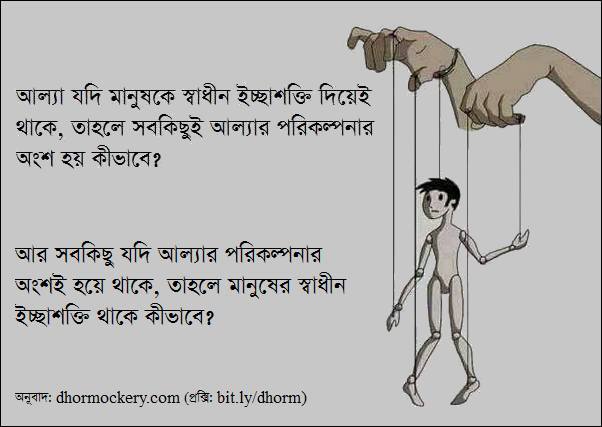 আল্যা যদি মানুষকে স্বাধীন ইচ্ছাশক্তি দিয়েই
থাকে, তাহলে সবকিছুই আল্যার পরিকল্পনার
অংশ হয় কীভাবে?
আর সবকিছু যদি আল্যার পরিকল্পনার
অংশই হয়ে থাকে, তাহলে মানুষের স্বাধীন
ইচ্ছাশক্তি থাকে কীভাবে?
অনুবাদ: dhormockery.com (প্রক্সি: bit.ly/dhorm)